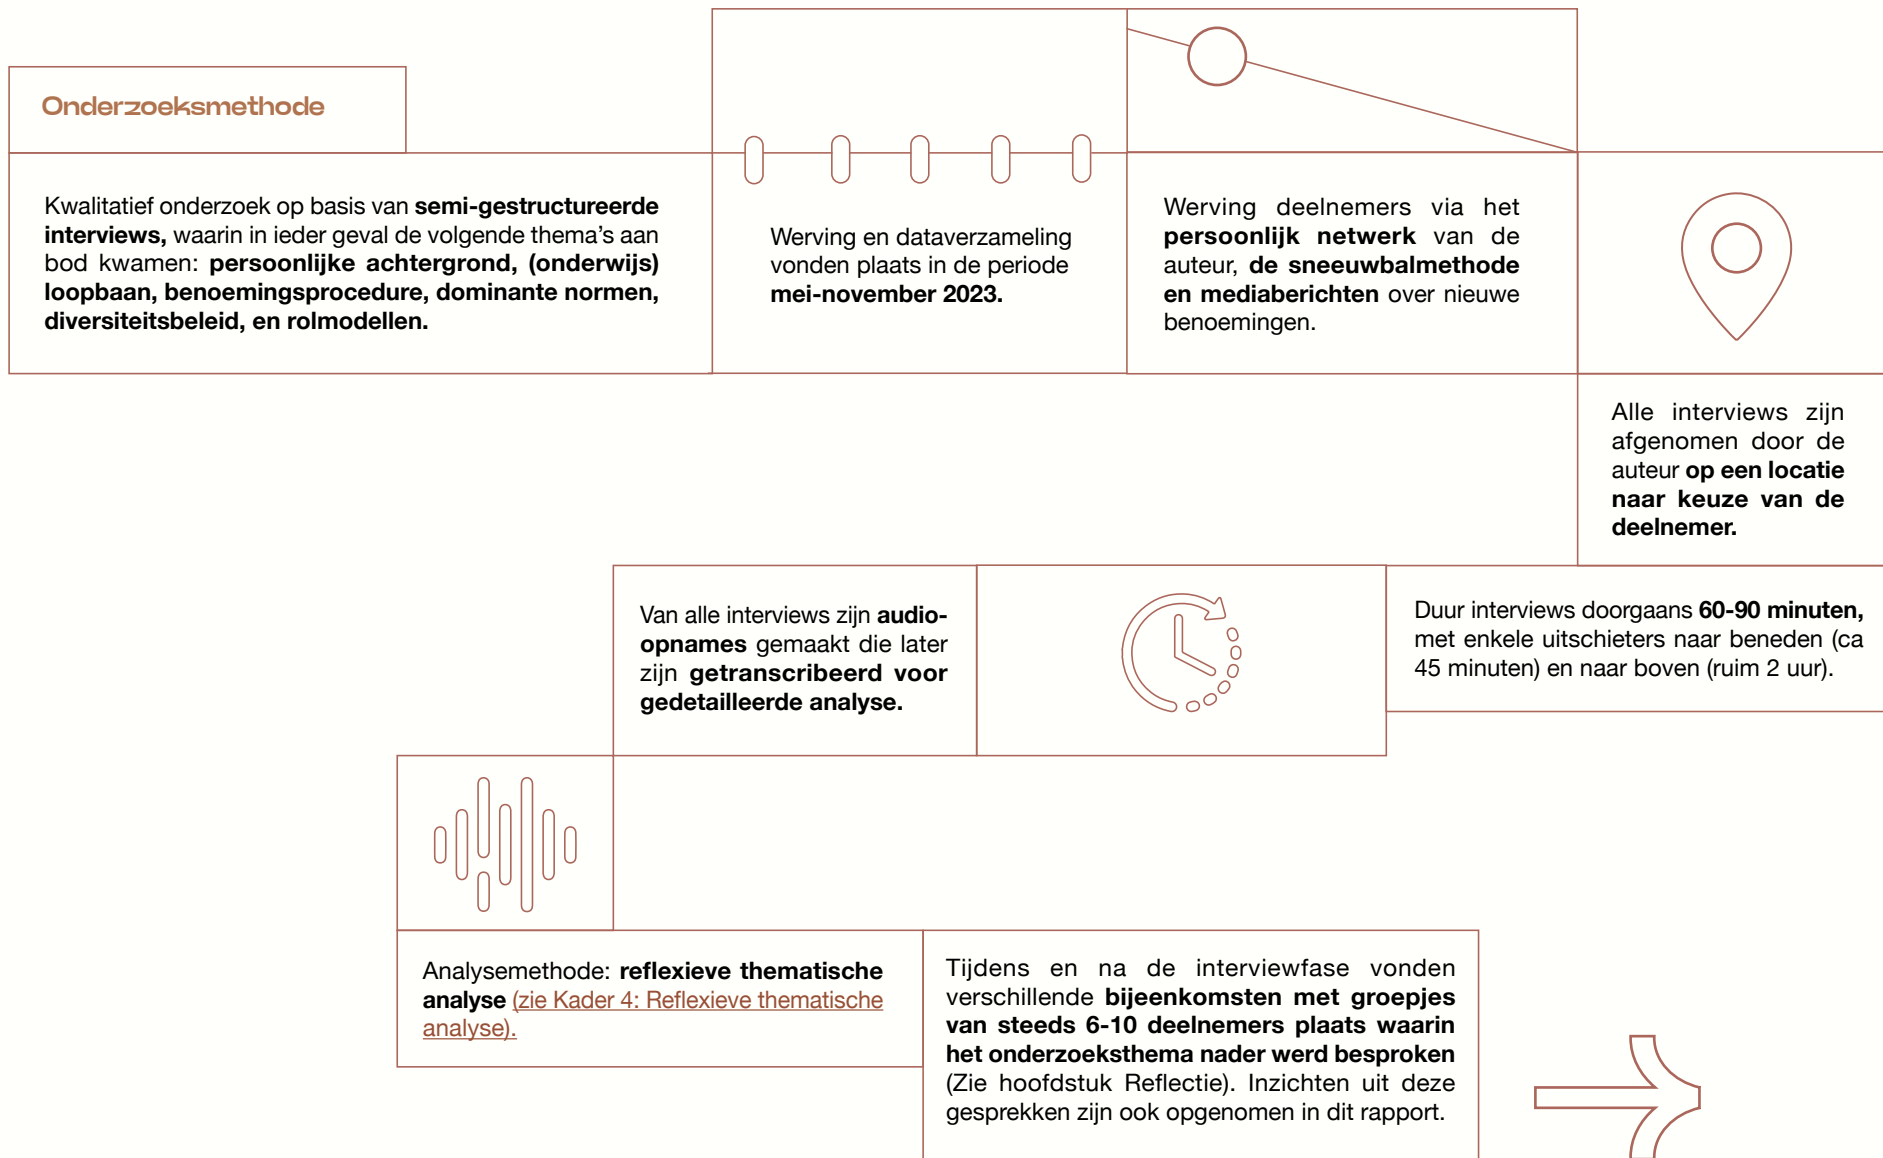 Onderzoeksmethode
Kwalitatief onderzoek op basis van semi-gestructureerde
interviews, waarin in ieder geval de volgende thema's aan
bod kwamen: persoonlijke achtergrond, (onderwijs)
loopbaan, benoemingsprocedure, dominante normen,
diversiteitsbeleid, en rolmodellen.
Werving en dataverzameling
vonden plaats in de periode
mei-november 2023.
Werving deelnemers via het
persoonlijk netwerk van de
auteur, de sneeuwbalmethode
en mediaberichten over nieuwe
benoemingen.
Alle interviews zijn
afgenomen door de
auteur op een locatie
naar keuze van de
deelnemer.
Duur interviews doorgaans 60-90 minuten,
met enkele uitschieters naar beneden (ca
45 minuten) en naar boven (ruim 2 uur).
Van alle interviews zijn audio-
opnames gemaakt die later
zijn getranscribeerd voor
gedetailleerde analyse.
Analysemethode: reflexieve thematische
analyse (zie Kader 4: Reflexieve thematische
analyse).
Tijdens en na de interviewfase vonden
verschillende bijeenkomsten met groepjes
van steeds 6-10 deelnemers plaats waarin
het onderzoeksthema nader werd besproken
(Zie hoofdstuk Reflectie). Inzichten uit deze
gesprekken zijn ook opgenomen in dit rapport.